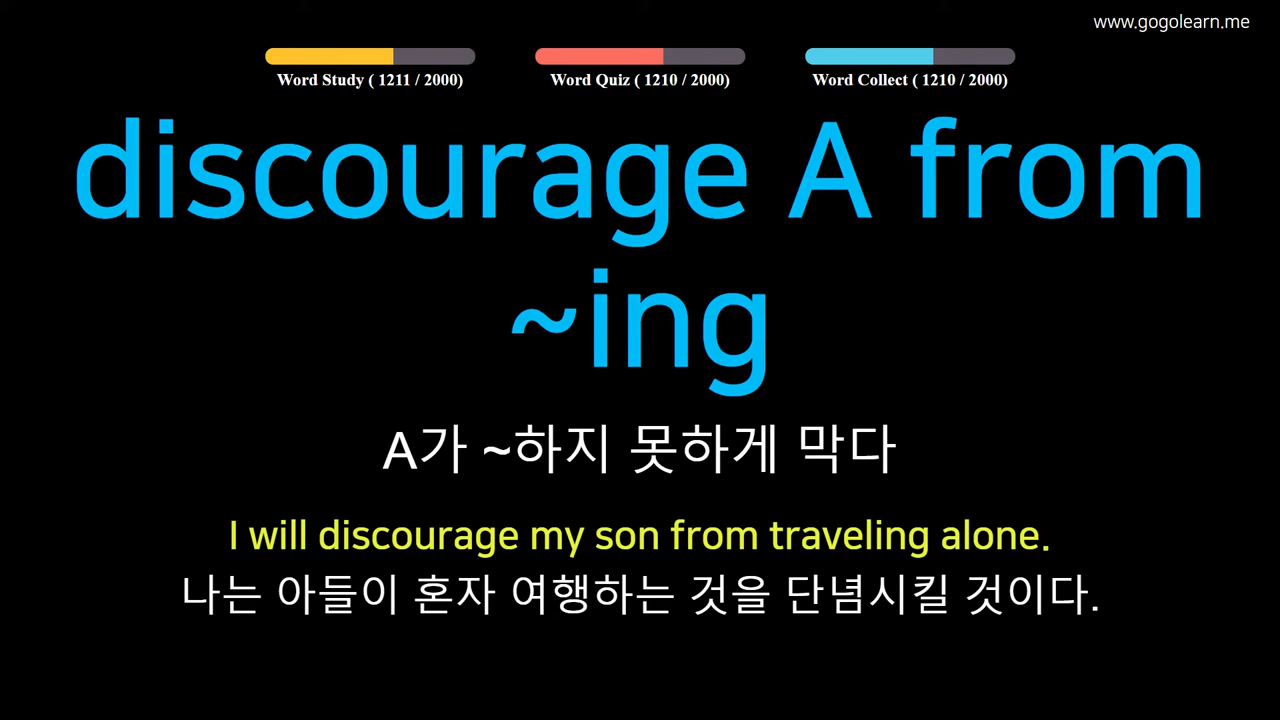 www.gogolearn.me
Word Study ( 1211 / 2000) Word Quiz ( 1210 / 2000) Word Collect ( 1210 / 2000)
discourage A from
~ing
A가 ~하지 못하게 막다
I will discourage my son from traveling alone.
나는 아들이 혼자 여행하는 것을 단념시킬 것이다.